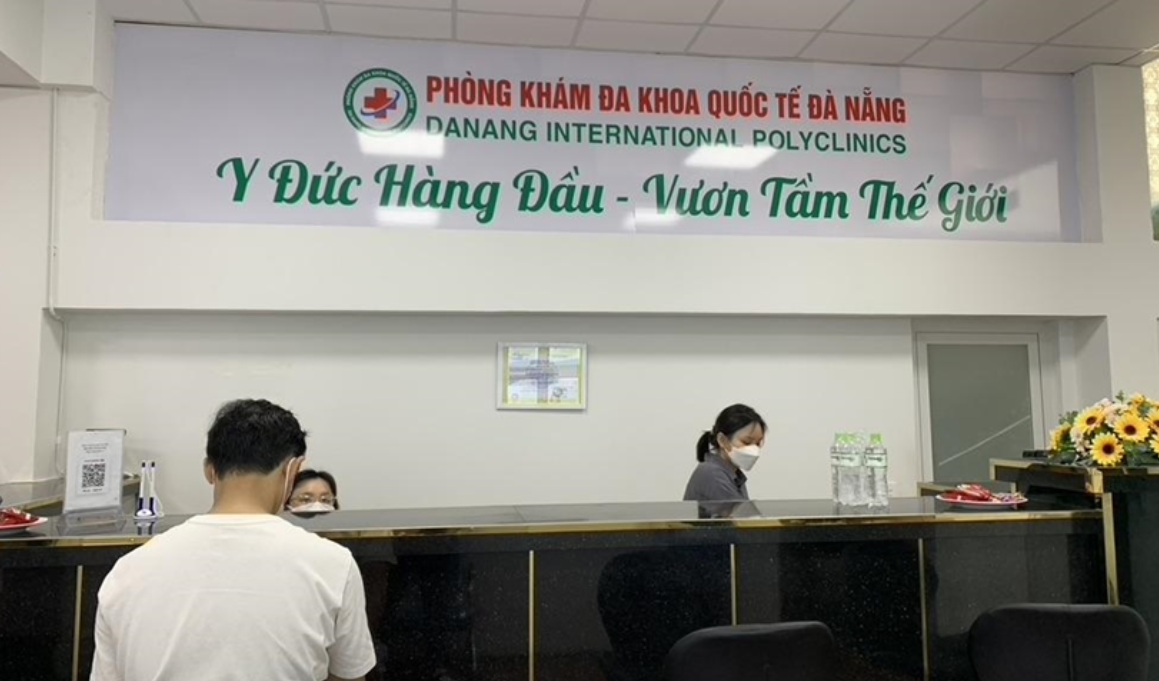 PHÒNG KHÁM ĐA KHOA QUỐC TẾ ĐÀ NẴNG
DANANG INTERNATIONAL POLYCLINICS
Y Đức Hàng Đầu - Vươn Tầm Thế Giới